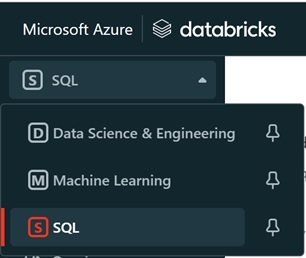 Microsoft Azure databricks
S SQL
D Data Science & Engineering
M Machine Learning
S SQL